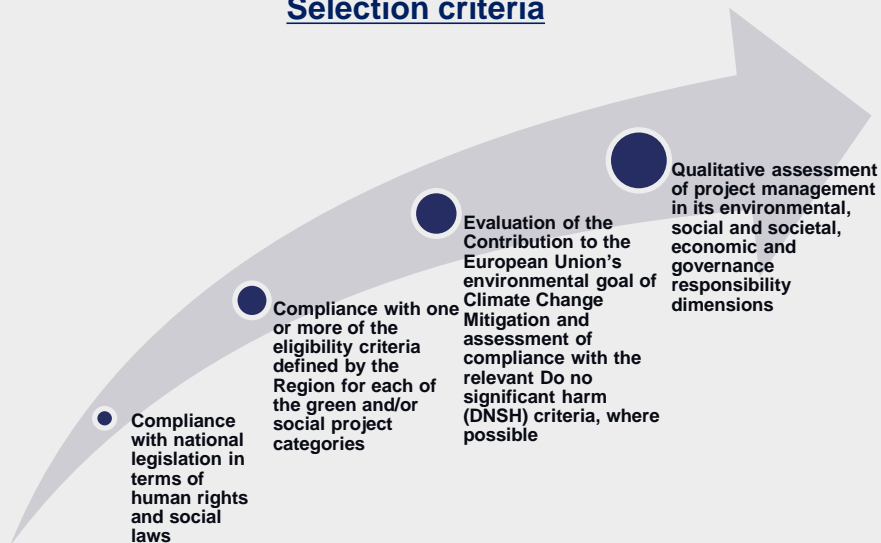 Selection criteria
Compliance
with national
legislation in
terms of
human rights
and social
laws
Compliance with one
or more of the
eligibility criteria
defined by the
Region for each of
the green and/or
social project
categories
Evaluation of the
Contribution to the
European Union’s
environmental goal of
Climate Change
Mitigation and
assessment of
compliance with the
relevant Do no
significant harm
(DNSH) criteria, where
possible
Qualitative assessment
of project management
in its environmental,
social and societal,
economic and
governance
responsibility
dimensions